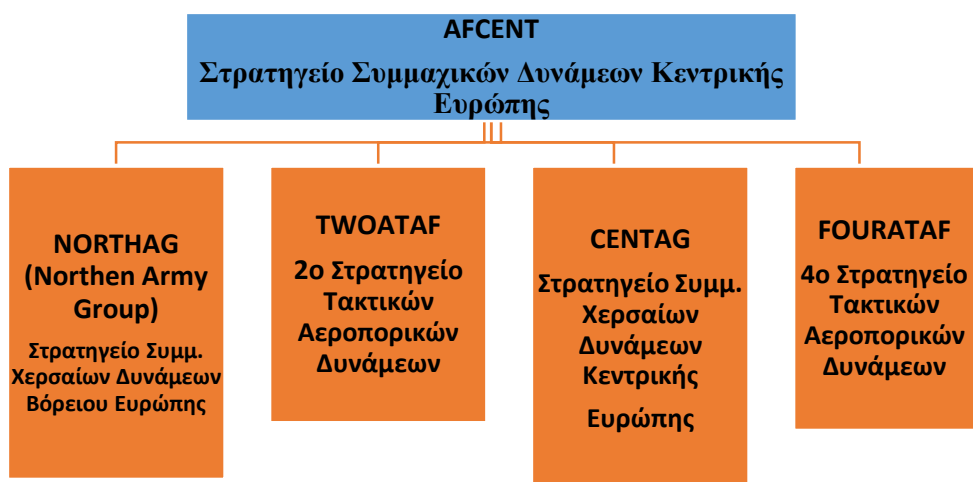 AFCENT
Στρατηγείο Συμμαχικών Δυνάμεων Κεντρικής
Ευρώπης
NORTHAG
(Northen Army
Group)
Στρατηγείο Συμμ.
Χερσαίων Δυνάμεων
Βόρειου Ευρώπης
TWOATAF
2ο Στρατηγείο
Τακτικών
Αεροπορικών
Δυνάμεων
CENTAG
Στρατηγείο Συμμ.
Χερσαίων
Δυνάμεων
Κεντρικής
Ευρώπης
FOURATAF
4ο Στρατηγείο
Τακτικών
Αεροπορικών
Δυνάμεων